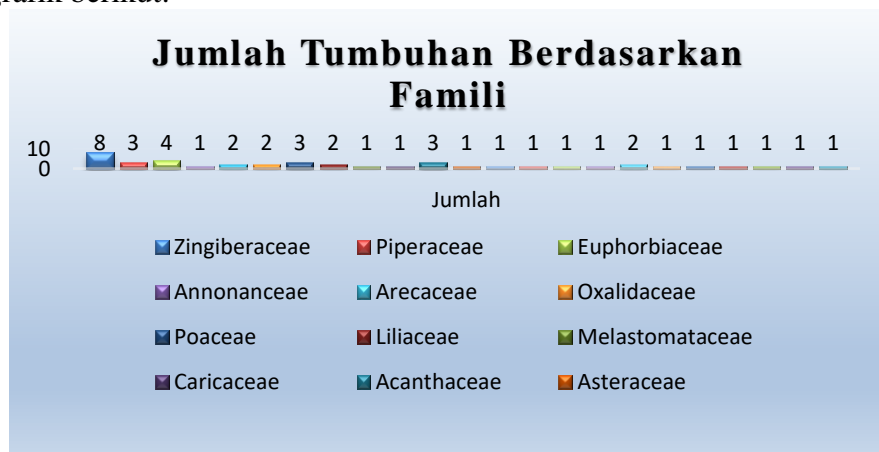 Jumlah Tumbuhan Berdasarkan
Famili
10
0
8 3 4 1 2 2 3 2 1 1 3 1 1 1 1 1 2 1 1 1 1 1 1
Jumlah
Zingiberaceae Piperaceae Euphorbiaceae
Annonanceae Arecaceae Oxalidaceae
Poaceae Liliaceae Melastomataceae
Caricaceae Acanthaceae Asteraceae